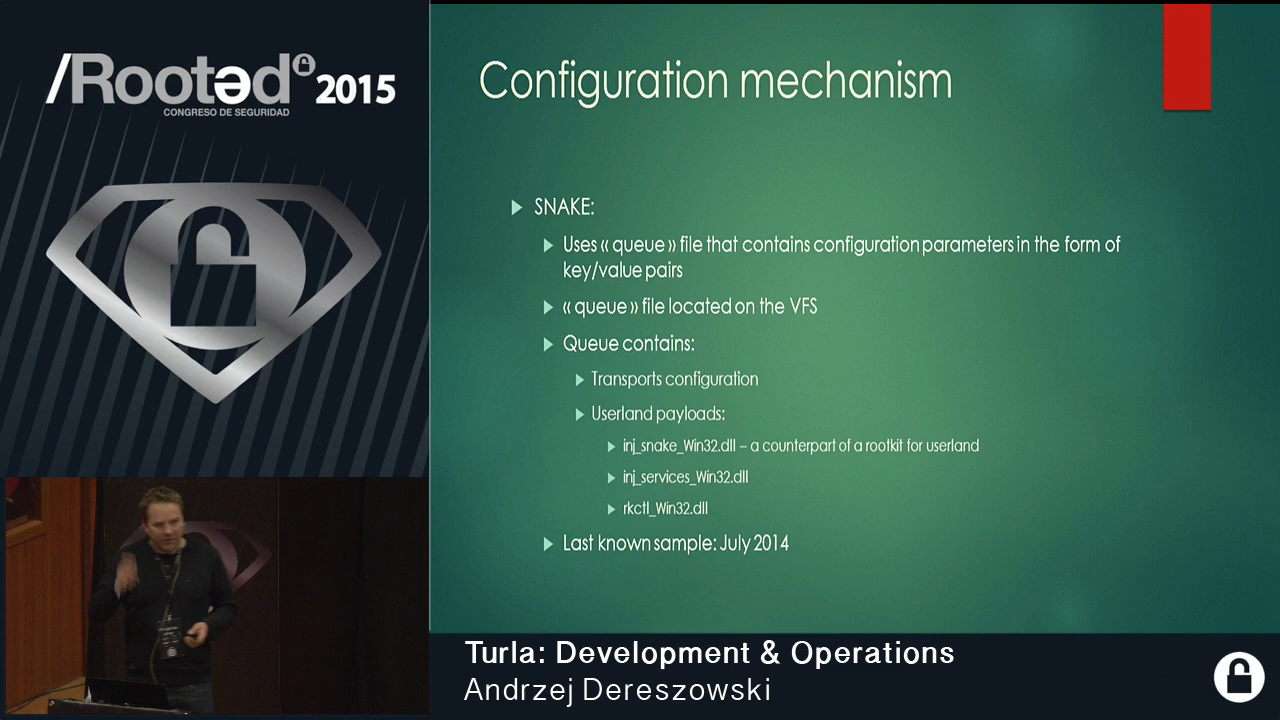 /Rootəd 2015
CONGRESO DE SEGURIDAD
Configuration mechanism
SNAKE:
Uses « queue » file that contains configuration parameters in the form of
key/value pairs
« queue » file located on the VFS
Queue contains:
Transports configuration
Userland payloads:
inj_snake_Win32.dll – a counterpart of a rootkit for userland
inj_services_Win32.dll
rkctl_Win32.dll
Last known sample: July 2014
Turla: Development & Operations
Andrzej Dereszowski